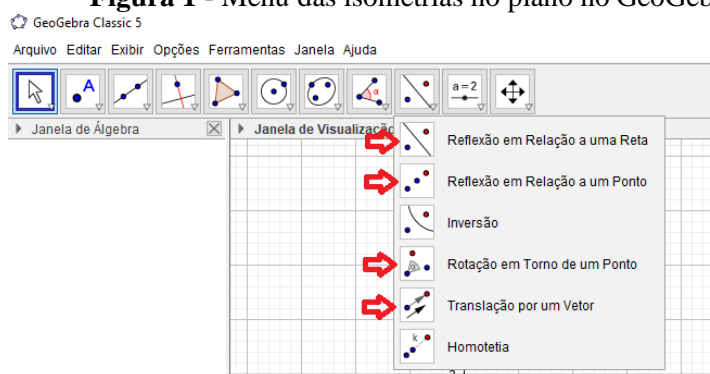 Figura 1 - Menu das isometrias no plano no GeoGeb
GeoGebra Classic 5
Arquivo Editar Exibir Opções Ferramentas Janela Ajuda
A
α
a=2
Janela de Álgebra
Janela de Visualização
Reflexão em Relação a uma Reta
Reflexão em Relação a um Ponto
Inversão
Rotação em Torno de um Ponto
Translação por um Vetor
k
Homotetia